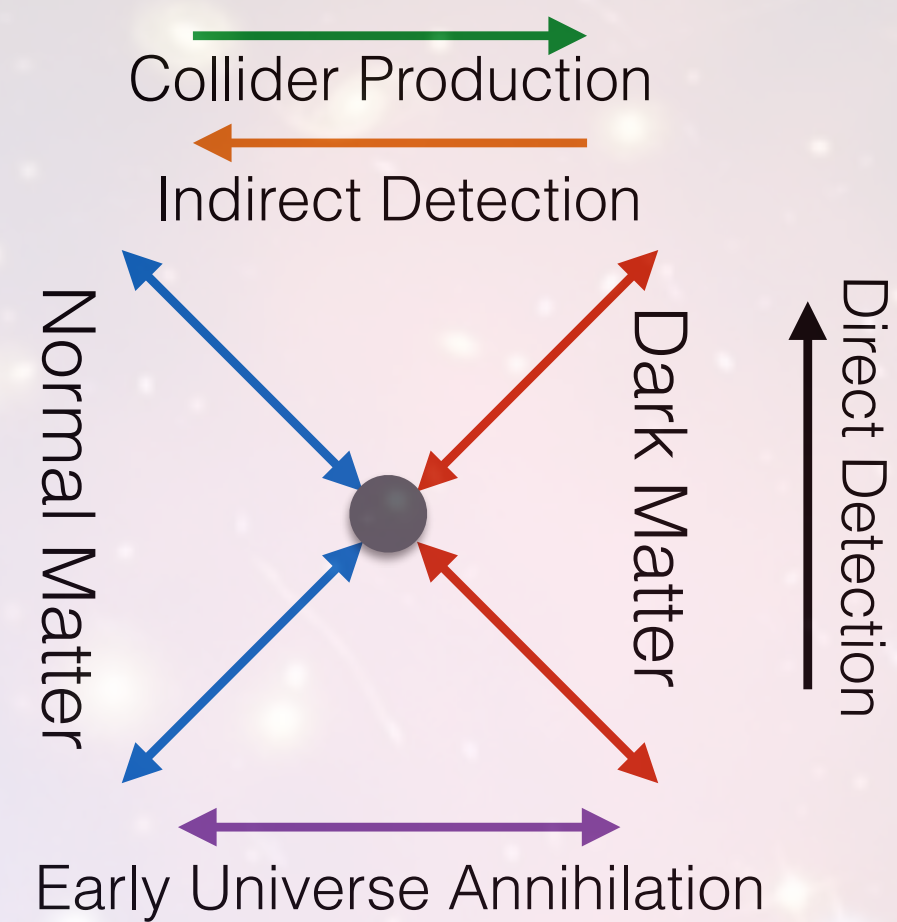 Collider Production
Indirect Detection
Normal Matter
Dark Matter
Direct Detection
Early Universe Annihilation